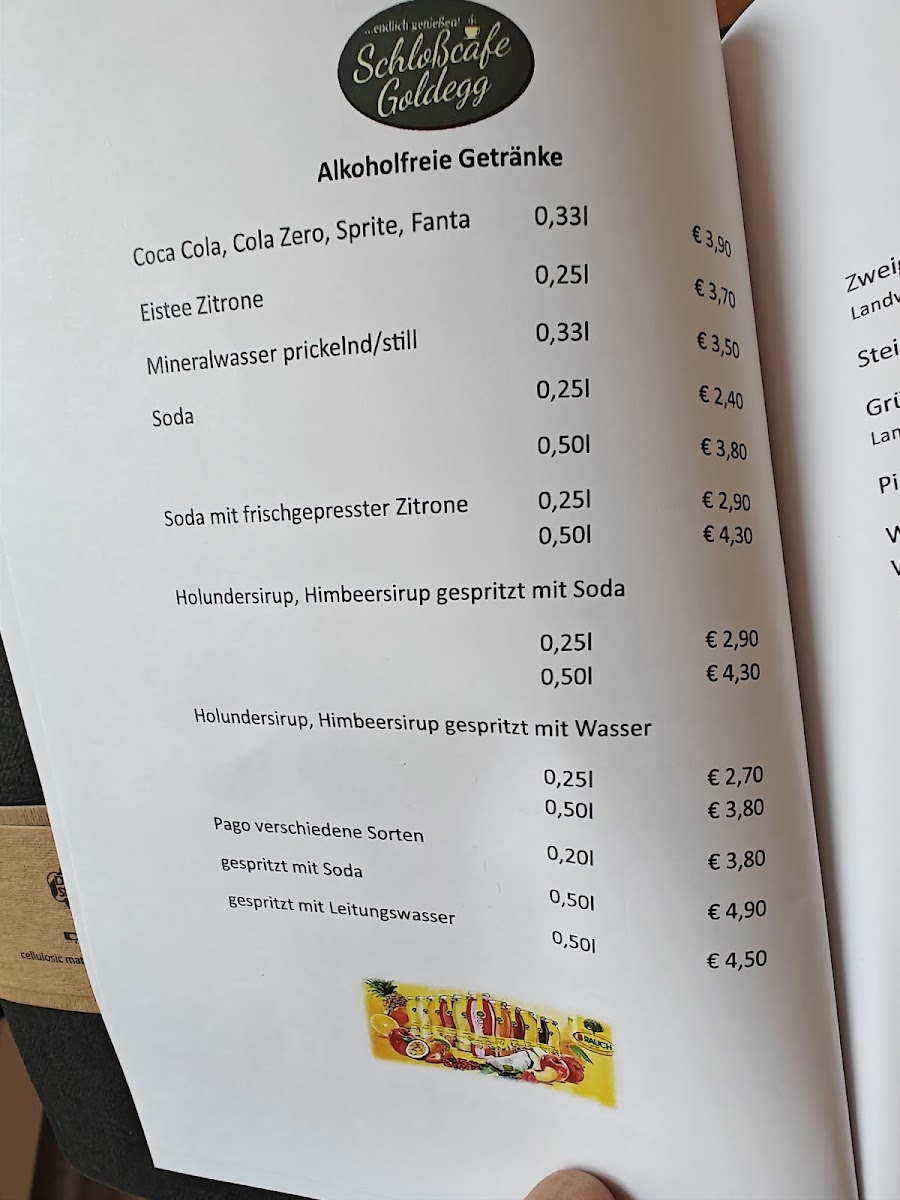 ...endlich genießen!
Schloßcafe
Goldegg
Alkoholfreie Getränke
Coca Cola, Cola Zero, Sprite, Fanta 0,33l € 3,90
Eistee Zitrone 0,25l € 3,70
Mineralwasser prickelnd/still 0,33l € 3,50
Soda 0,25l € 2,40
0,50l € 3,80
Soda mit frischgepresster Zitrone 0,25l € 2,90
0,50l € 4,30
Holundersirup, Himbeersirup gespritzt mit Soda
0,25l € 2,90
0,50l € 4,30
Holundersirup, Himbeersirup gespritzt mit Wasser
0,25l € 2,70
0,50l € 3,80
Pago verschiedene Sorten 0,20l € 3,80
gespritzt mit Soda 0,50l € 4,90
gespritzt mit Leitungswasser 0,50l € 4,50
RAUCH
cellulosic mat
Zweig
Landw
Stei
Grü
Lan
Pi
W